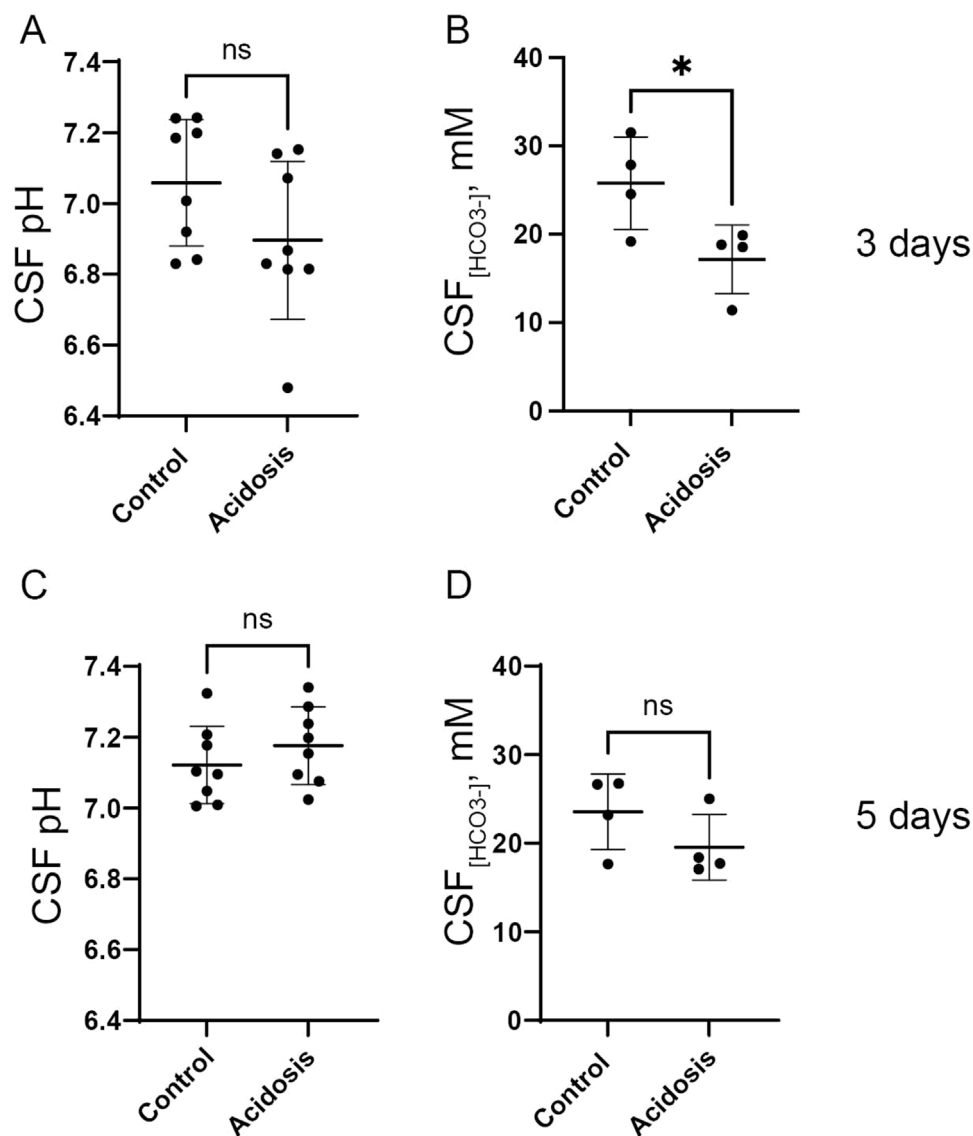 A
ns
7.4
7.2
7.0
6.8
6.6
6.4
CSF pH
Control
Acidosis
B
*
40
30
20
10
0
CSF[HCO3-], mM
Control
Acidosis
3 days
C
ns
7.4
7.2
7.0
6.8
6.6
6.4
CSF pH
Control
Acidosis
D
ns
40
30
20
10
0
CSF[HCO3-], mM
Control
Acidosis
5 days